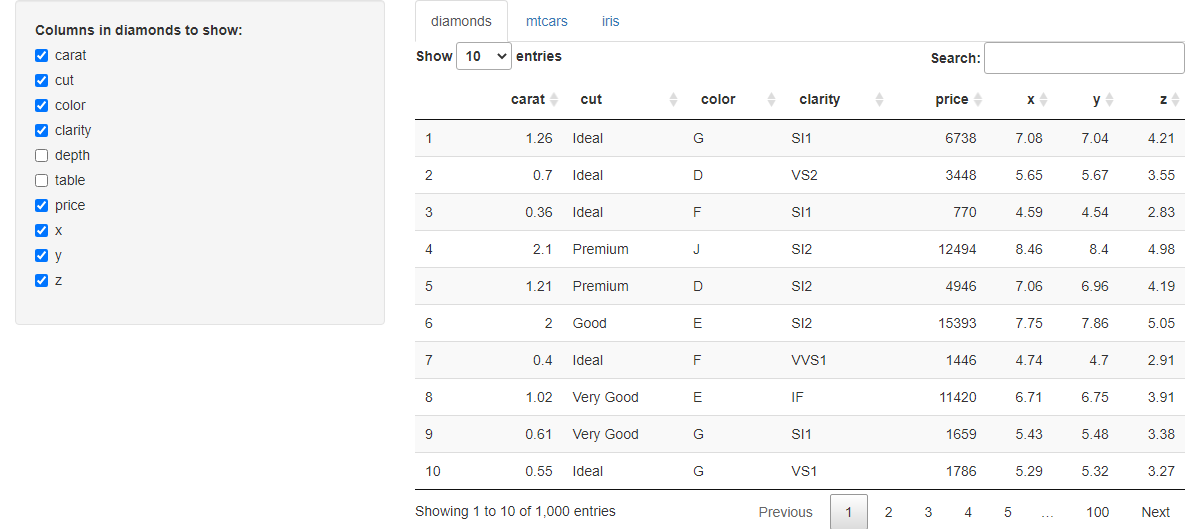 Columns in diamonds to show:
carat
cut
color
clarity
depth
table
price
x
y
z
diamonds mtcars iris
Show 10 entries Search:
carat cut color clarity price x y z
1 1.26 Ideal G SI1 6738 7.08 7.04 4.21
2 0.7 Ideal D VS2 3448 5.65 5.67 3.55
3 0.36 Ideal F SI1 770 4.59 4.54 2.83
4 2.1 Premium J SI2 12494 8.46 8.4 4.98
5 1.21 Premium D SI2 4946 7.06 6.96 4.19
6 2 Good E SI2 15393 7.75 7.86 5.05
7 0.4 Ideal F VVS1 1446 4.74 4.7 2.91
8 1.02 Very Good E IF 11420 6.71 6.75 3.91
9 0.61 Very Good G SI1 1659 5.43 5.48 3.38
10 0.55 Ideal G VS1 1786 5.29 5.32 3.27
Showing 1 to 10 of 1,000 entries Previous 1 2 3 4 5 … 100 Next